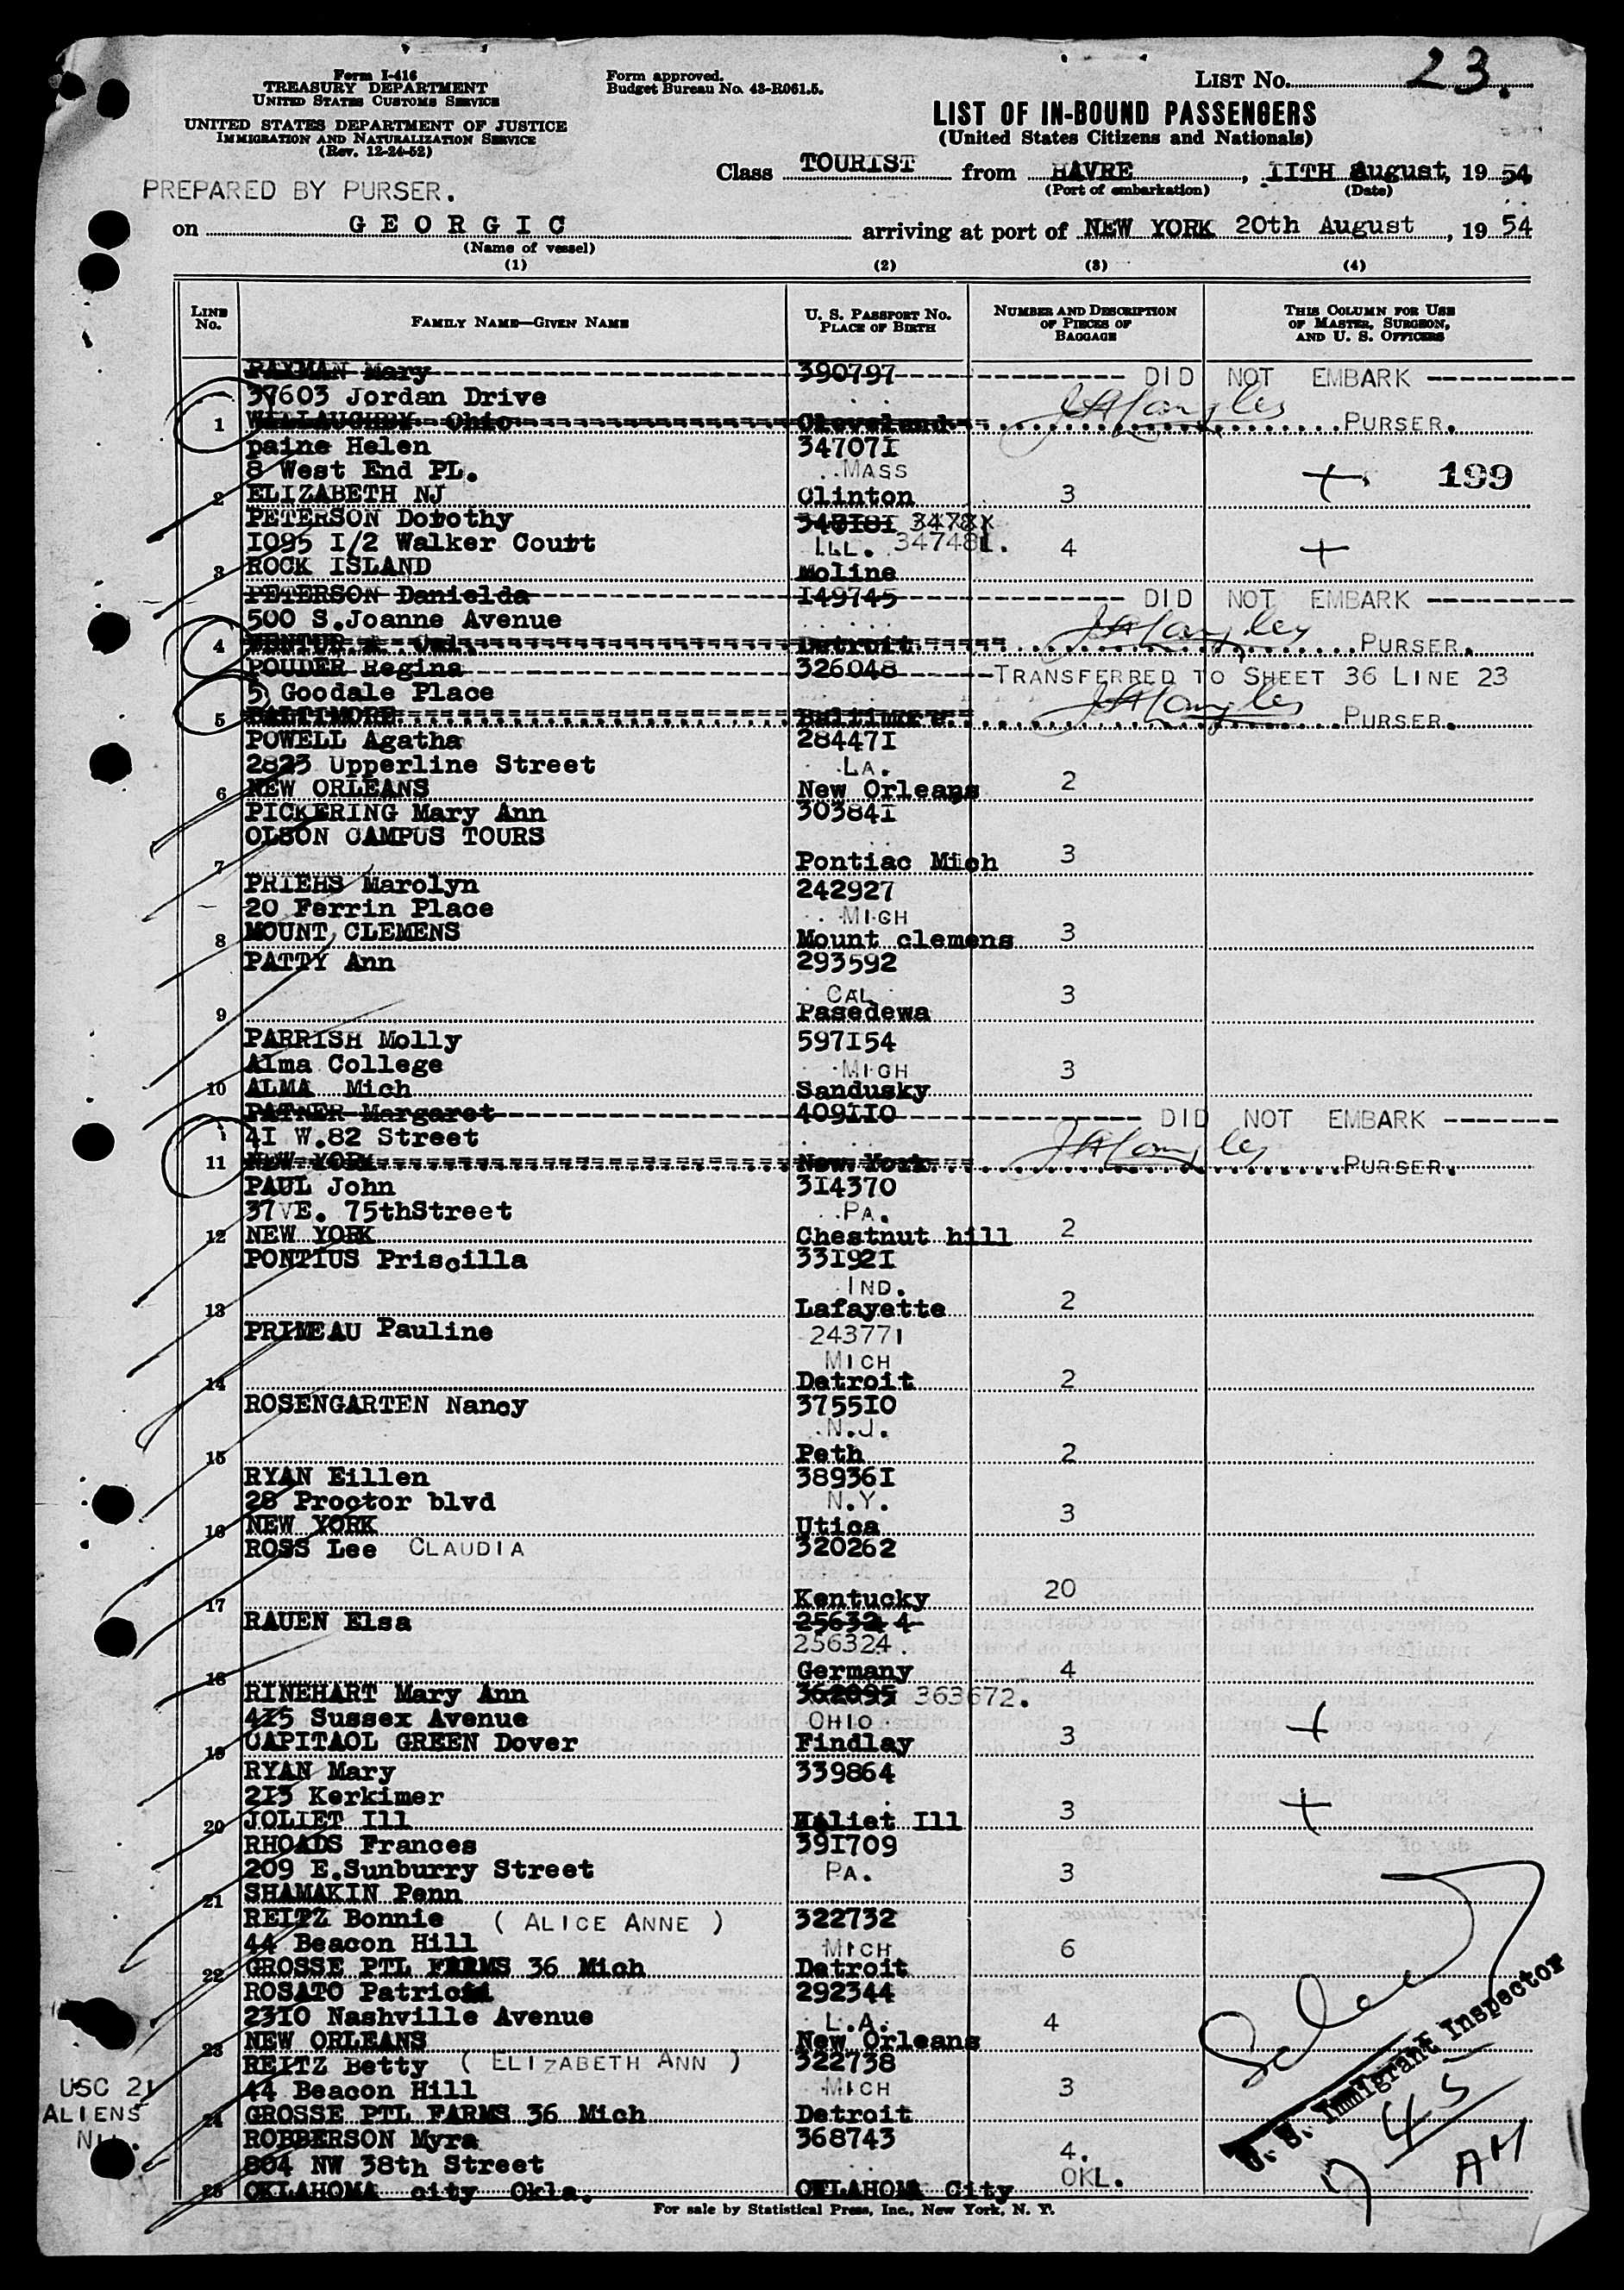 Form I-416
TREASURY DEPARTMENT
UNITED STATES CUSTOMS SERVICE
UNITED STATES DEPARTMENT OF JUSTICE
IMMIGRATION AND NATURALIZATION SERVICE
(Rev. 12-24-52)
Form approved.
Budget Bureau No. 43-R061.5.
LIST NO. 23.
LIST OF IN-BOUND PASSENGERS
(United States Citizens and Nationals)
Class TOURIST from HAVRE, 11TH August, 19 54
(Port of embarkation) (Date)
PREPARED BY PURSER.
on GEORGIC arriving at port of NEW YORK 20th August, 19 54
(Name of vessel)
(1) (2) (3) (4)
LINE No. FAMILY NAME—GIVEN NAME U. S. PASSPORT No. PLACE OF BIRTH NUMBER AND DESCRIPTION OF PIECES OF BAGGAGE THIS COLUMN FOR USE OF MASTER, SURGEON, AND U. S. OFFICERS
PAYMAN Mary 390797 DID NOT EMBARK
37603 Jordan Drive
1 WILLAUGHBY Ohio Cleveland PURSER.
paine Helen 347071
8 West End PL. MASS
2 ELIZABETH NJ Clinton 3 199
PETERSON Dorothy 348181 3478X
1095 1/2 Walker Court ILL. 347481. 4
3 ROCK ISLAND Moline
PETERSON Danielda 149745 DID NOT EMBARK
500 S.Joanne Avenue
4 VENTUR A Cal. Detroit PURSER.
POUDER Regina 326048 TRANSFERRED TO SHEET 36 LINE 23
5 Goodale Place
5 BALTIMORE Baltimore PURSER.
POWELL Agatha 284471
2823 Upperline Street LA.
6 NEW ORLEANS New Orleans 2
PICKERING Mary Ann 303841
OLSON CAMPUS TOURS
7 Pontiac Mich 3
PRIEHS Marolyn 242927
20 Ferrin Place MICH
8 MOUNT CLEMENS Mount clemens 3
PATTY Ann 293592
CAL 3
9 Pasedewa
PARRISH Molly 597154
Alma College MICH 3
10 ALMA Mich Sandusky
PATNER Margaret 409110 DID NOT EMBARK
41 W.82 Street
11 NEW YORK New York PURSER.
PAUL John 314370
37VE. 75thStreet PA.
12 NEW YORK Chestnut hill 2
PONTIUS Priscilla 331921
IND.
13 Lafayette 2
PRIMEAU Pauline 243771
MICH
14 Detroit 2
ROSENGARTEN Nancy 375510
N.J.
15 Peth 2
RYAN Eillen 389361
28 Proctor blvd N.Y.
16 NEW YORK Utica 3
ROSS Lee CLAUDIA 320262
17 Kentucky 20
RAUEN Elsa 25632 4
256324.
18 Germany 4
RINEHART Mary Ann 362095 363672.
415 Sussex Avenue OHIO
19 CAPITAOL GREEN Dover Findlay 3
RYAN Mary 339864
213 Kerkimer
20 JOLIET Ill Haliet Ill 3
RHOADS Frances 391709
209 E.Sunburry Street PA. 3
21 SHAMAKIN Penn
REITZ Bonnie ( ALICE ANNE ) 322732
44 Beacon Hill MICH 6
22 GROSSE PTL FARMS 36 Mich Detroit
ROSATO Patricia 292344
2310 Nashville Avenue L.A. 4
23 NEW ORLEANS New Orleans
REITZ Betty ( ELIZABETH ANN ) 322738
44 Beacon Hill MICH 3
24 GROSSE PTL FARMS 36 Mich Detroit
ROBBERSON Myra 368743
804 NW 38th Street 4.
25 OKLAHOMA city Okla. OKLAHOMA City OKL.
USC 21
ALIENS
U. S. Immigrant Inspector
AM
For sale by Statistical Press, Inc., New York, N. Y.